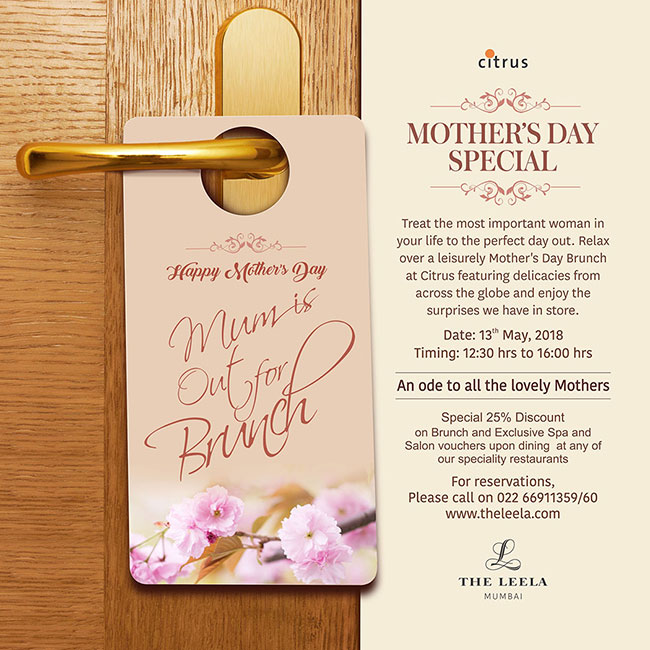 Happy Mother's Day
Mum is
Out for
Brunch
citrus
MOTHER'S DAY
SPECIAL
Treat the most important woman in
your life to the perfect day out. Relax
over a leisurely Mother's Day Brunch
at Citrus featuring delicacies from
across the globe and enjoy the
surprises we have in store.
Date: 13th May, 2018
Timing: 12:30 hrs to 16:00 hrs
An ode to all the lovely Mothers
Special 25% Discount
on Brunch and Exclusive Spa and
Salon vouchers upon dining at any of
our speciality restaurants
For reservations,
Please call on 022 66911359/60
www.theleela.com
L
THE LEELA
MUMBAI